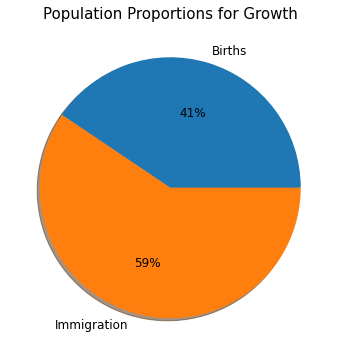 Population Proportions for Growth
Births
41%
59%
Immigration